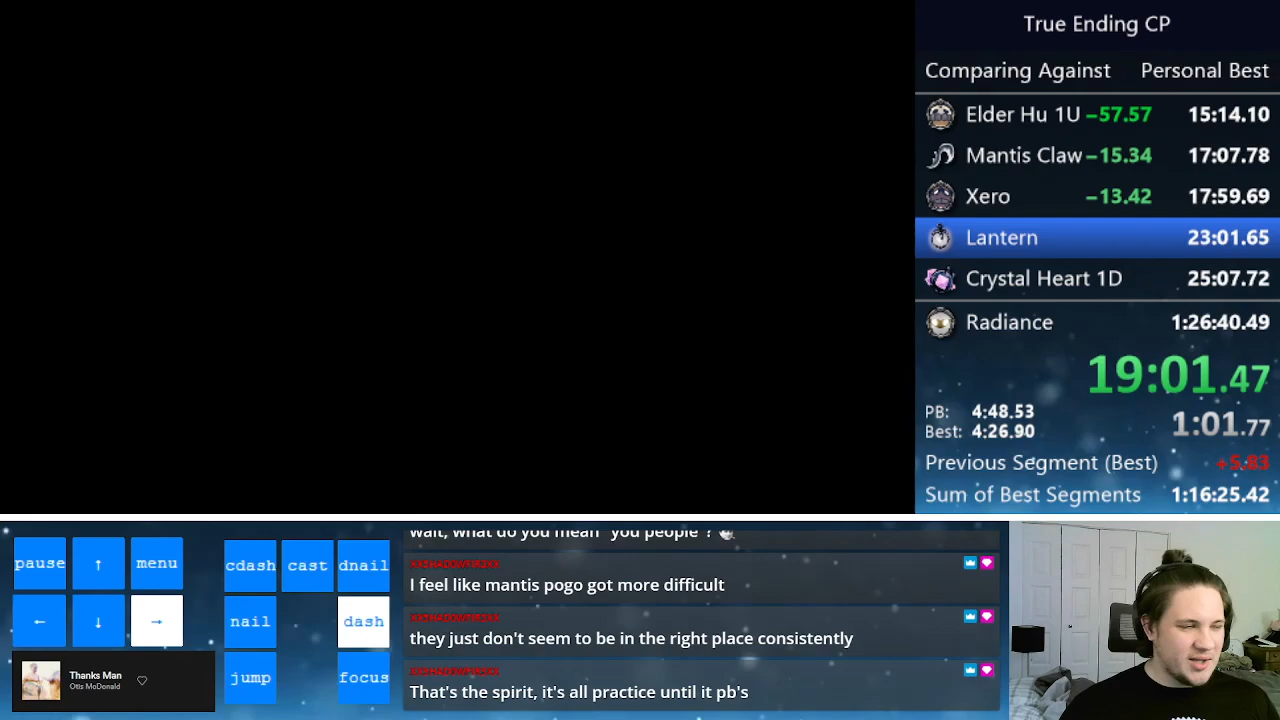 True Ending CP
Comparing Against Personal Best
Elder Hu 1U −57.57 15:14.10
Mantis Claw −15.34 17:07.78
Xero −13.42 17:59.69
Lantern 23:01.65
Crystal Heart 1D 25:07.72
Radiance 1:26:40.49
19:01.47
PB: 4:48.53
Best: 4:26.90
1:01.77
Previous Segment (Best) +5.83
Sum of Best Segments 1:16:25.42
pause ↑ menu
← ↓ →
cdash cast dnail
nail dash
jump focus
Thanks Man
Otis McDonald
wait, what do you mean "you people"?
I feel like mantis pogo got more difficult
they just don't seem to be in the right place consistently
That's the spirit, it's all practice until it pb's